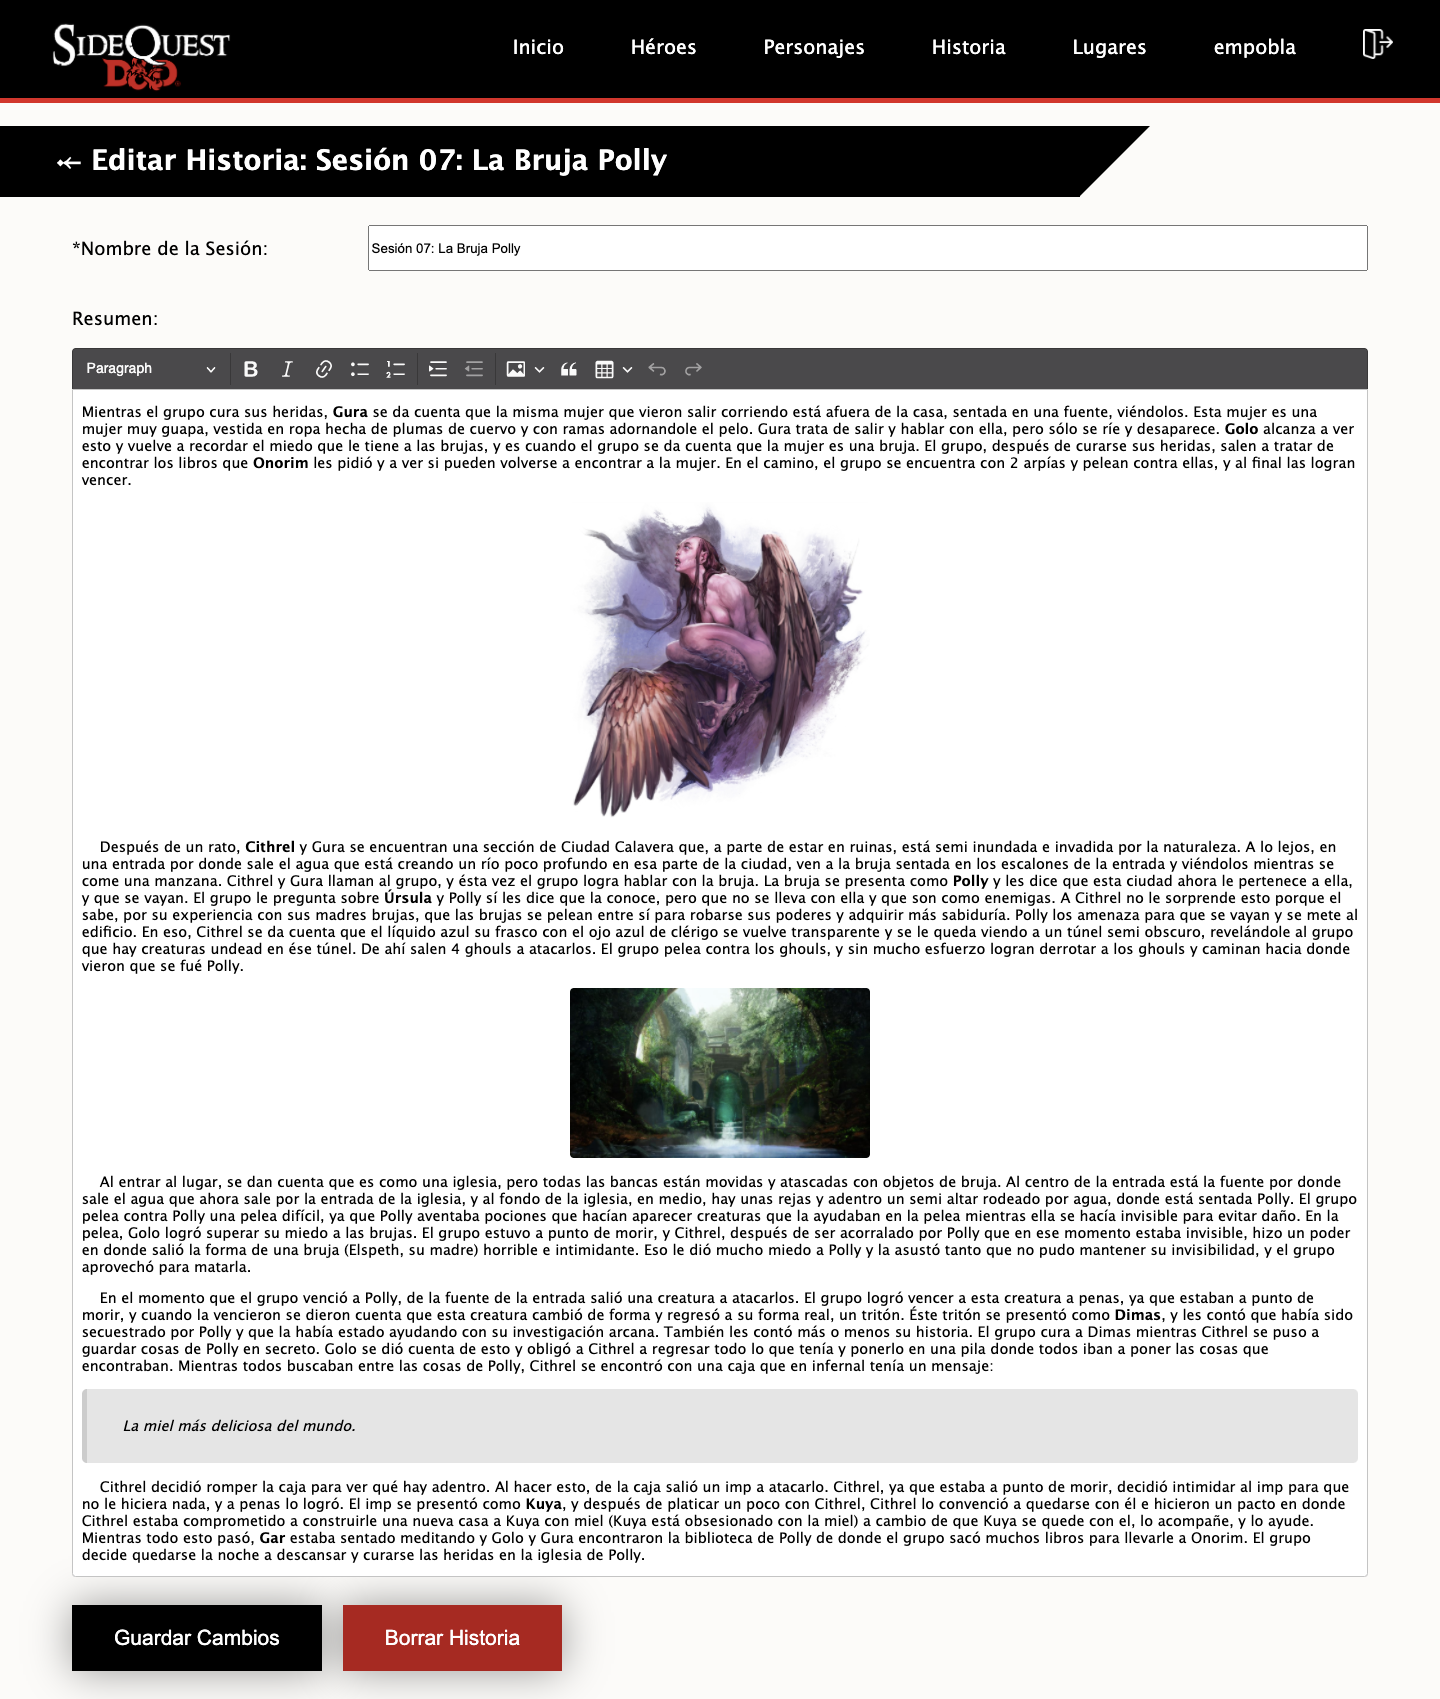 SIDEQUEST
D&D
Inicio Héroes Personajes Historia Lugares empobla
Editar Historia: Sesión 07: La Bruja Polly
*Nombre de la Sesión:
Sesión 07: La Bruja Polly
Resumen:
Paragraph
Mientras el grupo cura sus heridas, Gura se da cuenta que la misma mujer que vieron salir corriendo está afuera de la casa, sentada en una fuente, viéndolos. Esta mujer es una
mujer muy guapa, vestida en ropa hecha de plumas de cuervo y con ramas adornandole el pelo. Gura trata de salir y hablar con ella, pero sólo se ríe y desaparece. Golo alcanza a ver
esto y vuelve a recordar el miedo que le tiene a las brujas, y es cuando el grupo se da cuenta que la mujer es una bruja. El grupo, después de curarse sus heridas, salen a tratar de
encontrar los libros que Onorim les pidió y a ver si pueden volverse a encontrar a la mujer. En el camino, el grupo se encuentra con 2 arpías y pelean contra ellas, y al final las logran
vencer.
Después de un rato, Cithrel y Gura se encuentran una sección de Ciudad Calavera que, a parte de estar en ruinas, está semi inundada e invadida por la naturaleza. A lo lejos, en
una entrada por donde sale el agua que está creando un río poco profundo en esa parte de la ciudad, ven a la bruja sentada en los escalones de la entrada y viéndolos mientras se
come una manzana. Cithrel y Gura llaman al grupo, y ésta vez el grupo logra hablar con la bruja. La bruja se presenta como Polly y les dice que esta ciudad ahora le pertenece a ella,
y que se vayan. El grupo le pregunta sobre Úrsula y Polly sí les dice que la conoce, pero que no se lleva con ella y que son como enemigas. A Cithrel no le sorprende esto porque el
sabe, por su experiencia con sus madres brujas, que las brujas se pelean entre sí para robarse sus poderes y adquirir más sabiduría. Polly los amenaza para que se vayan y se mete al
edificio. En eso, Cithrel se da cuenta que el líquido azul su frasco con el ojo azul de clérigo se vuelve transparente y se le queda viendo a un túnel semi obscuro, revelándole al grupo
que hay creaturas undead en ése túnel. De ahí salen 4 ghouls a atacarlos. El grupo pelea contra los ghouls, y sin mucho esfuerzo logran derrotar a los ghouls y caminan hacia donde
vieron que se fué Polly.
Al entrar al lugar, se dan cuenta que es como una iglesia, pero todas las bancas están movidas y atascadas con objetos de bruja. Al centro de la entrada está la fuente por donde
sale el agua que ahora sale por la entrada de la iglesia, y al fondo de la iglesia, en medio, hay unas rejas y adentro un semi altar rodeado por agua, donde está sentada Polly. El grupo
pelea contra Polly una pelea difícil, ya que Polly aventaba pociones que hacían aparecer creaturas que la ayudaban en la pelea mientras ella se hacía invisible para evitar daño. En la
pelea, Golo logró superar su miedo a las brujas. El grupo estuvo a punto de morir, y Cithrel, después de ser acorralado por Polly que en ese momento estaba invisible, hizo un poder
en donde salió la forma de una bruja (Elspeth, su madre) horrible e intimidante. Eso le dió mucho miedo a Polly y la asustó tanto que no pudo mantener su invisibilidad, y el grupo
aprovechó para matarla.
En el momento que el grupo venció a Polly, de la fuente de la entrada salió una creatura a atacarlos. El grupo logró vencer a esta creatura a penas, ya que estaban a punto de
morir, y cuando la vencieron se dieron cuenta que esta creatura cambió de forma y regresó a su forma real, un tritón. Éste tritón se presentó como Dimas, y les contó que había sido
secuestrado por Polly y que la había estado ayudando con su investigación arcana. También les contó más o menos su historia. El grupo cura a Dimas mientras Cithrel se puso a
guardar cosas de Polly en secreto. Golo se dió cuenta de esto y obligó a Cithrel a regresar todo lo que tenía y ponerlo en una pila donde todos iban a poner las cosas que
encontraban. Mientras todos buscaban entre las cosas de Polly, Cithrel se encontró con una caja que en infernal tenía un mensaje:
La miel más deliciosa del mundo.
Cithrel decidió romper la caja para ver qué hay adentro. Al hacer esto, de la caja salió un imp a atacarlo. Cithrel, ya que estaba a punto de morir, decidió intimidar al imp para que
no le hiciera nada, y a penas lo logró. El imp se presentó como Kuya, y después de platicar un poco con Cithrel, Cithrel lo convenció a quedarse con él e hicieron un pacto en donde
Cithrel estaba comprometido a construirle una nueva casa a Kuya con miel (Kuya está obsesionado con la miel) a cambio de que Kuya se quede con el, lo acompañe, y lo ayude.
Mientras todo esto pasó, Gar estaba sentado meditando y Golo y Gura encontraron la biblioteca de Polly de donde el grupo sacó muchos libros para llevarle a Onorim. El grupo
decide quedarse la noche a descansar y curarse las heridas en la iglesia de Polly.
Guardar Cambios Borrar Historia